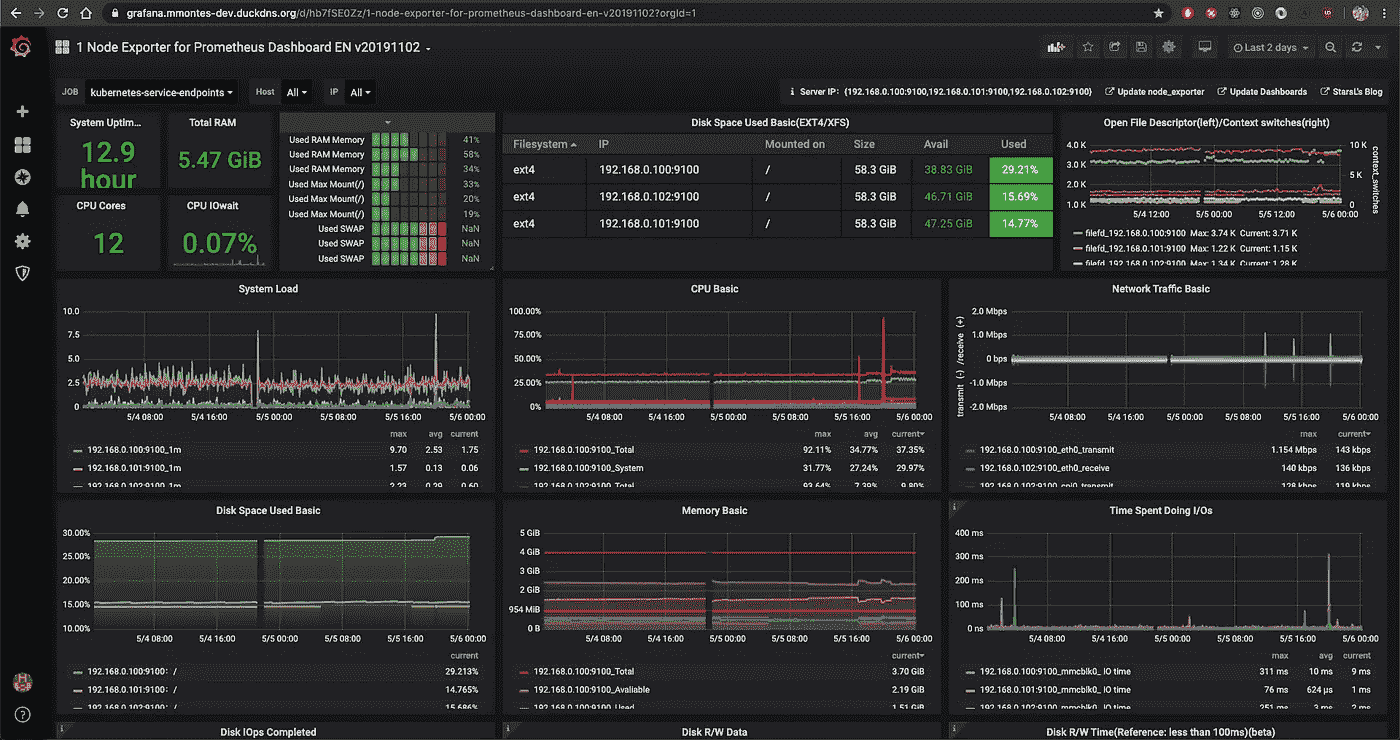 grafana.mmontes-dev.duckdns.org/d/hb7fSE0Zz/1-node-exporter-for-prometheus-dashboard-en-v20191102?orgId=1
1 Node Exporter for Prometheus Dashboard EN v20191102
Last 2 days
JOB kubernetes-service-endpoints Host All IP All
Server IP: {192.168.0.100:9100,192.168.0.101:9100,192.168.0.102:9100} Update node_exporter Update Dashboards StarsL's Blog
System Uptim...
12.9
hour
Total RAM
5.47 GiB
CPU Cores
12
CPU IOwait
0.07%
Used RAM Memory 41%
Used RAM Memory 58%
Used RAM Memory 34%
Used Max Mount(/) 33%
Used Max Mount(/) 20%
Used Max Mount(/) 19%
Used SWAP NaN
Used SWAP NaN
Used SWAP NaN
Disk Space Used Basic(EXT4/XFS)
Filesystem IP Mounted on Size Avail Used
ext4 192.168.0.100:9100 / 58.3 GiB 38.83 GiB 29.21%
ext4 192.168.0.102:9100 / 58.3 GiB 46.71 GiB 15.69%
ext4 192.168.0.101:9100 / 58.3 GiB 47.25 GiB 14.77%
Open File Descriptor(left)/Context switches(right)
4.0 K
3.0 K
2.0 K
1.0 K
10 K
5 K
0
context_switches
5/4 12:00 5/5 00:00 5/5 12:00 5/6 00:00
filefd_192.168.0.100:9100 Max: 3.74 K Current: 3.71 K
filefd_192.168.0.101:9100 Max: 1.22 K Current: 1.15 K
filefd_192.168.0.102:9100 Max: 1.34 K Current: 1.28 K
System Load
10.0
7.5
5.0
2.5
0
5/4 08:00 5/4 16:00 5/5 00:00 5/5 08:00 5/5 16:00 5/6 00:00
max avg current
192.168.0.100:9100_1m 9.70 2.53 1.75
192.168.0.101:9100_1m 1.57 0.13 0.06
192.168.0.102:9100_1m 2.23 0.29 0.60
CPU Basic
100.00%
75.00%
50.00%
25.00%
0%
5/4 08:00 5/4 16:00 5/5 00:00 5/5 08:00 5/5 16:00 5/6 00:00
max avg current
192.168.0.100:9100_Total 92.11% 34.77% 37.35%
192.168.0.100:9100_System 31.77% 27.24% 29.97%
192.168.0.102:9100_Total 93.64% 7.39% 9.80%
Network Traffic Basic
transmit (-) /receive (+)
2.0 Mbps
1.0 Mbps
0 bps
-1.0 Mbps
-2.0 Mbps
5/4 08:00 5/4 16:00 5/5 00:00 5/5 08:00 5/5 16:00 5/6 00:00
max current
192.168.0.100:9100_eth0_transmit 1.154 Mbps 143 kbps
192.168.0.102:9100_eth0_receive 140 kbps 136 kbps
192.168.0.102:9100_cni0_transmit 128 kbps 119 kbps
Disk Space Used Basic
30.00%
25.00%
20.00%
15.00%
10.00%
5/4 08:00 5/4 16:00 5/5 00:00 5/5 08:00 5/5 16:00 5/6 00:00
current
192.168.0.100:9100: / 29.213%
192.168.0.101:9100: / 14.765%
192.168.0.102:9100: / 15.686%
Memory Basic
5 GiB
4 GiB
3 GiB
2 GiB
954 MiB
0 B
5/4 08:00 5/4 16:00 5/5 00:00 5/5 08:00 5/5 16:00 5/6 00:00
current
192.168.0.100:9100_Total 3.70 GiB
192.168.0.100:9100_Avaliable 2.19 GiB
192.168.0.100:9100_Used 1.51 GiB
Time Spent Doing I/Os
400 ms
300 ms
200 ms
100 ms
0 ns
5/4 08:00 5/4 16:00 5/5 00:00 5/5 08:00 5/5 16:00 5/6 00:00
max avg current
192.168.0.100:9100_mmcblk0_ IO time 311 ms 10 ms 9 ms
192.168.0.101:9100_mmcblk0_ IO time 76 ms 624 µs 1 ms
192.168.0.102:9100_mmcblk0_ IO time 251 ms 3 ms 2 ms
Disk IOps Completed
Disk R/W Data
Disk R/W Time(Reference: less than 100ms)(beta)